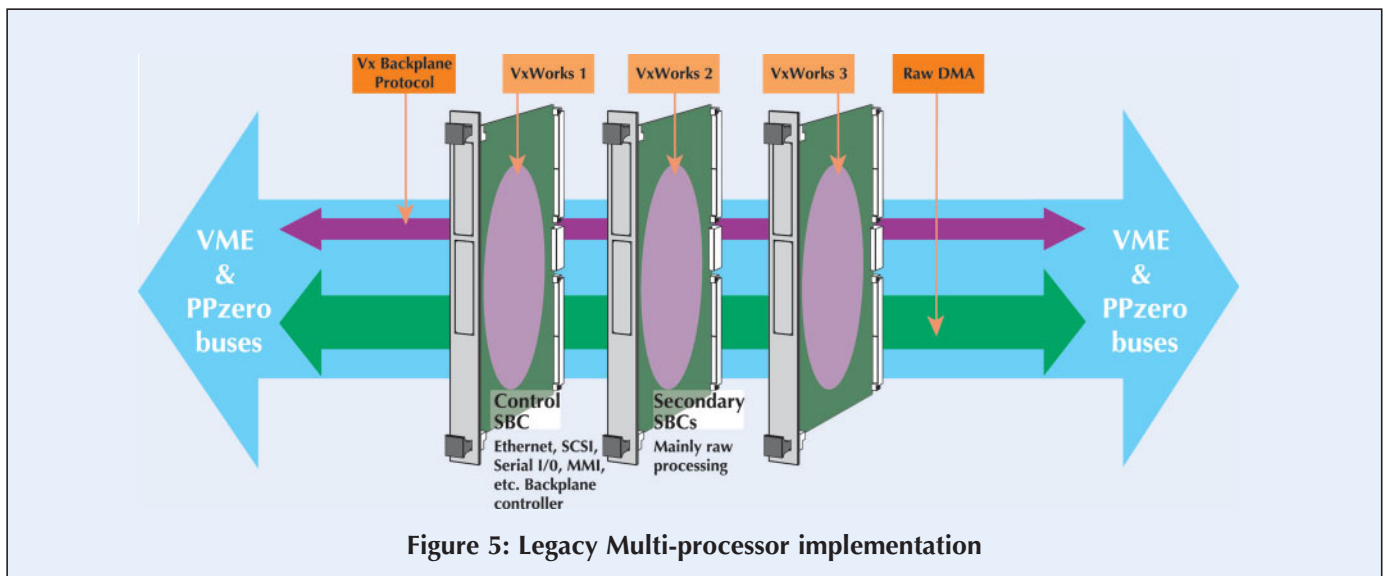 Vx Backplane
Protocol
VxWorks 1
VxWorks 2
VxWorks 3
Raw DMA
VME
&
PPzero
buses
VME
&
PPzero
buses
Control
SBC
Ethernet, SCSI,
Serial I/0, MMI,
etc. Backplane
controller
Secondary
SBCs
Mainly raw
processing
Figure 5: Legacy Multi-processor implementation